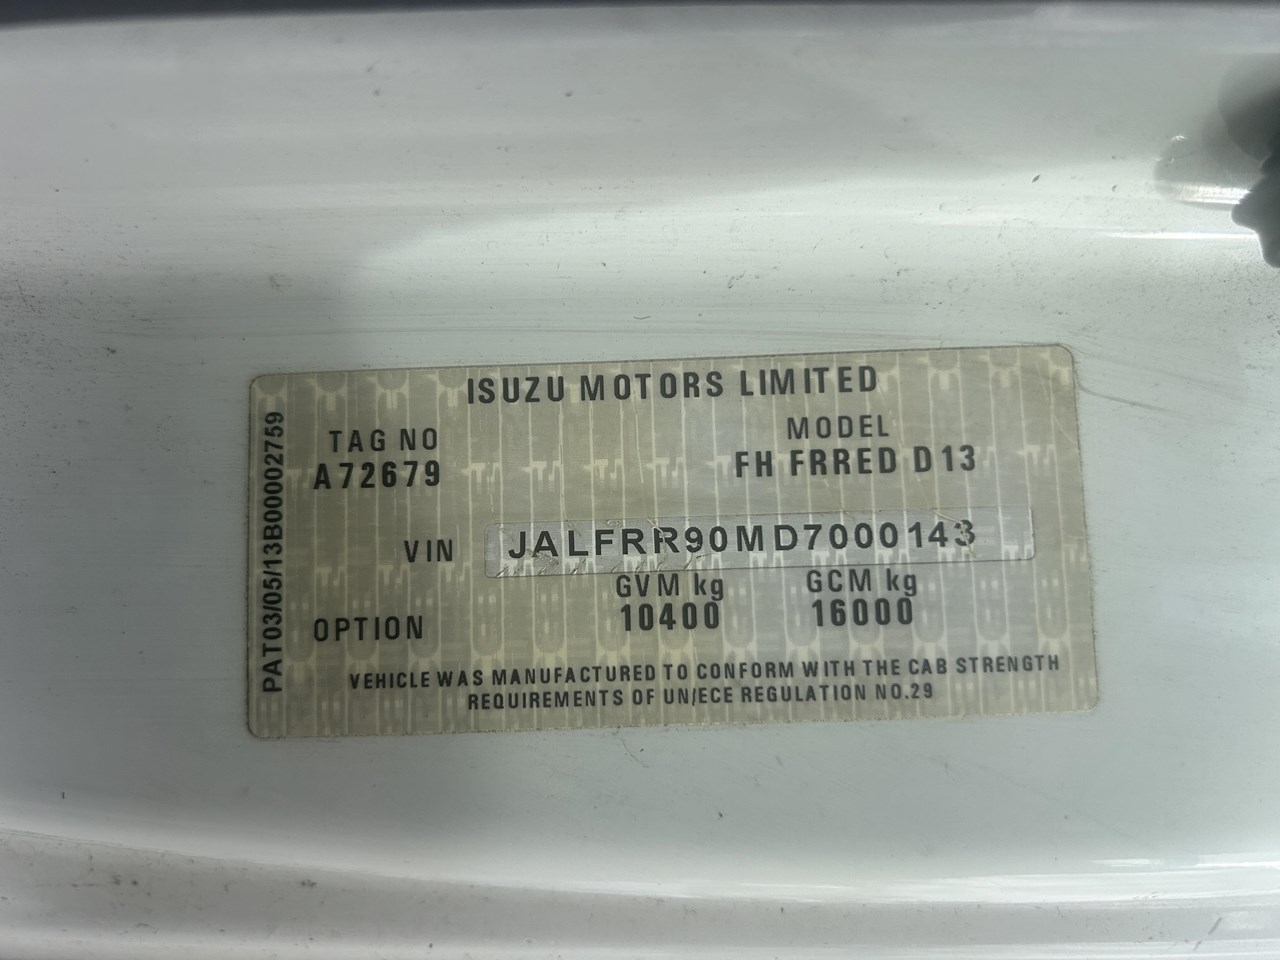 ISUZU MOTORS LIMITED
TAG NO
A72679
MODEL
FH FRRED D13
VIN
JALFRR90MD7000143
GVM kg
10400
GCM kg
16000
OPTION
VEHICLE WAS MANUFACTURED TO CONFORM WITH THE CAB STRENGTH
REQUIREMENTS OF UN/ECE REGULATION NO.29
PAT03/05/13B00002759